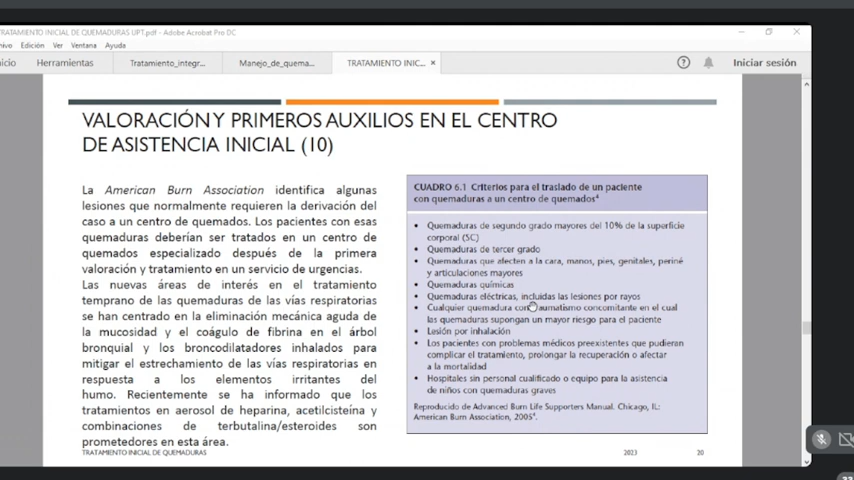 TRATAMIENTO INICIAL DE QUEMADURAS UPT.pdf - Adobe Acrobat Pro DC
Edición Ver Ventana Ayuda
Herramientas
Tratamiento_integr...
Manejo_de_quema...
TRATAMIENTO INIC... ×
Iniciar sesión
VALORACIÓN Y PRIMEROS AUXILIOS EN EL CENTRO
DE ASISTENCIA INICIAL (10)
La American Burn Association identifica algunas
lesiones que normalmente requieren la derivación del
caso a un centro de quemados. Los pacientes con esas
quemaduras deberían ser tratados en un centro de
quemados especializado después de la primera
valoración y tratamiento en un servicio de urgencias.
Las nuevas áreas de interés en el tratamiento
temprano de las quemaduras de las vías respiratorias
se han centrado en la eliminación mecánica aguda de
la mucosidad y el coágulo de fibrina en el árbol
bronquial y los broncodilatadores inhalados para
mitigar el estrechamiento de las vías respiratorias en
respuesta a los elementos irritantes del
humo. Recientemente se ha informado que los
tratamientos en aerosol de heparina, acetilcisteína y
combinaciones de terbutalina/esteroides son
prometedores en esta área.
CUADRO 6.1 Criterios para el traslado de un paciente
con quemaduras a un centro de quemados⁴
• Quemaduras de segundo grado mayores del 10% de la superficie
corporal (SC)
• Quemaduras de tercer grado
• Quemaduras que afecten a la cara, manos, pies, genitales, periné
y articulaciones mayores
• Quemaduras químicas
• Quemaduras eléctricas, incluidas las lesiones por rayos
• Cualquier quemadura con aumatismo concomitante en el cual
las quemaduras supongan un mayor riesgo para el paciente
• Lesión por inhalación
• Los pacientes con problemas médicos preexistentes que pudieran
complicar el tratamiento, prolongar la recuperación o afectar
a la mortalidad
• Hospitales sin personal cualificado o equipo para la asistencia
de niños con quemaduras graves
Reproducido de Advanced Burn Life Supporters Manual. Chicago, IL:
American Burn Association, 2005⁴.
TRATAMIENTO INICIAL DE QUEMADURAS
2023
20